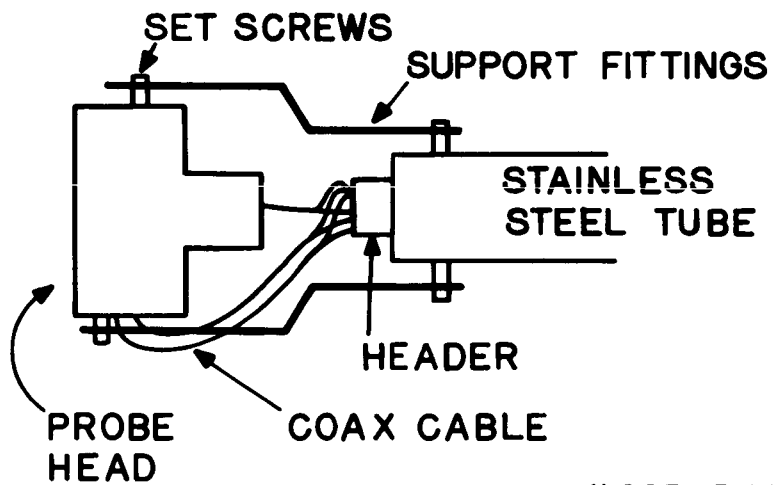 SET SCREWS
SUPPORT FITTINGS
STAINLESS
STEEL TUBE
HEADER
PROBE
HEAD
COAX CABLE